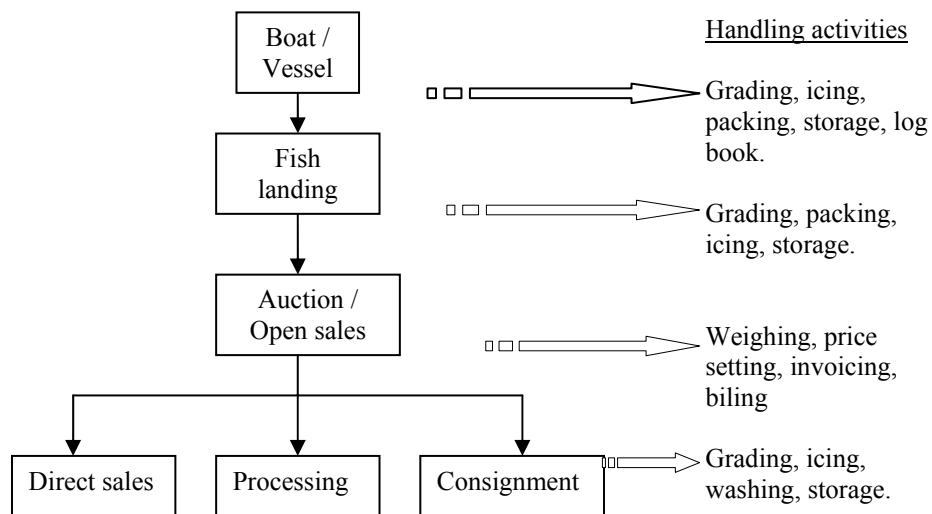 Handling activities
Boat /
Vessel
Grading, icing,
packing, storage, log
book.
Fish
landing
Grading, packing,
icing, storage.
Auction /
Open sales
Weighing, price
setting, invoicing,
biling
Direct sales
Processing
Consignment
Grading, icing,
washing, storage.